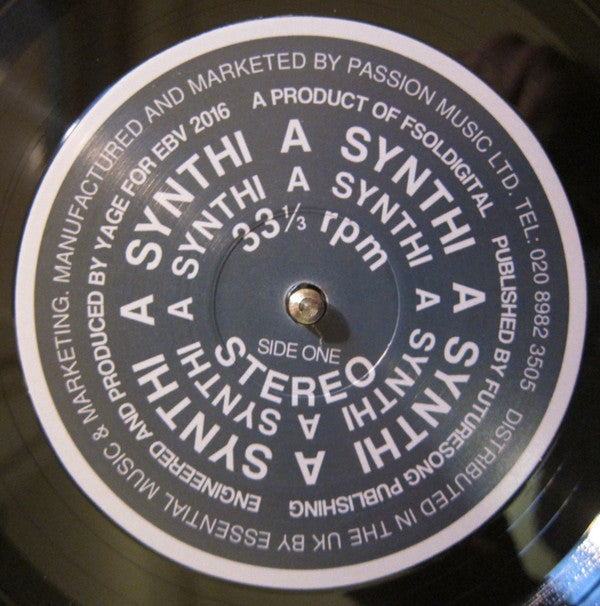 DISTRIBUTED IN THE UK BY ESSENTIAL MUSIC & MARKETING. MANUFACTURED AND MARKETED BY PASSION MUSIC LTD. TEL: 020 8982 3505
ENGINEERED AND PRODUCED BY YAGE FOR EBV 2016
A PRODUCT OF FSOLDIGITAL
PUBLISHED BY FUTURESONG PUBLISHING
SYNTHI A SYNTHI A SYNTHI A SYNTHI A
SYNTHI A SYNTHI A SYNTHI A SYNTHI A
33 ⅓ rpm
SIDE ONE
STEREO